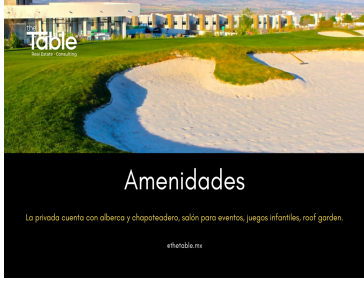 the
Table
Real Estate · Consulting
Amenidades
La privada cuenta con alberca y chapoteadero, salón para eventos, juegos infantiles, roof garden.
ethetable.mx